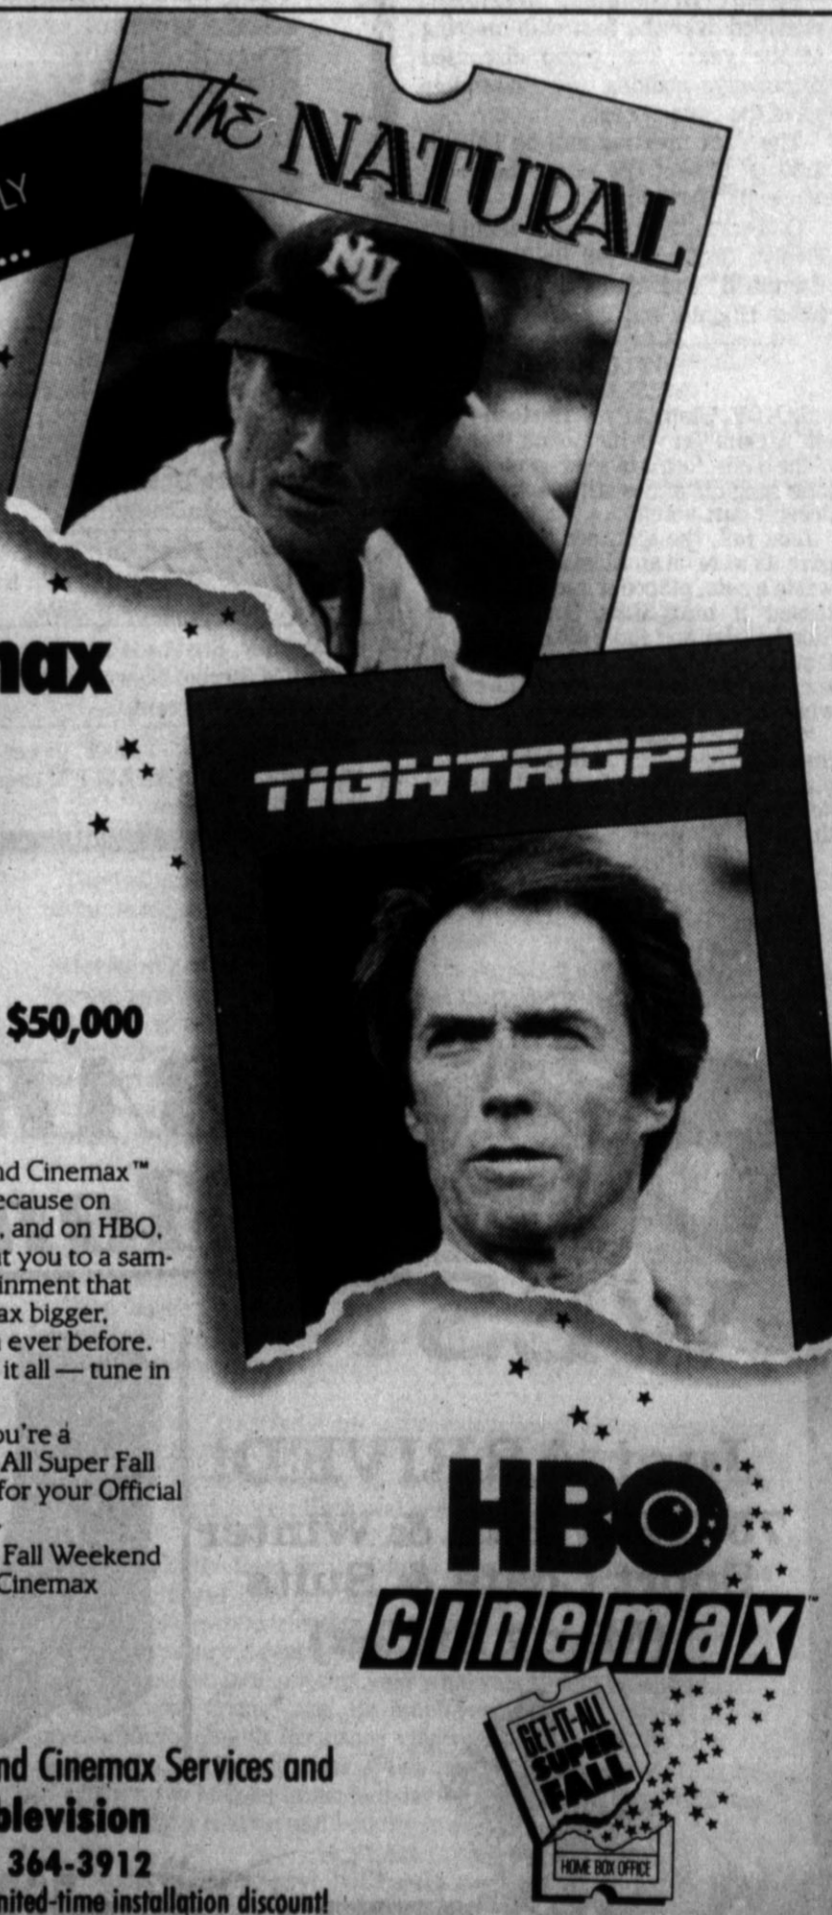 The NATURAL
LY
...
NY
max
TIGHTROPE
$50,000
nd Cinemax™
ecause on
, and on HBO,
t you to a sam-
inment that
ax bigger,
ever before.
it all — tune in
ou're a
All Super Fall
for your Official
Fall Weekend
Cinemax
HBO
cinemax™
GET-IT-ALL
SUPER
FALL
HOME BOX OFFICE
nd Cinemax Services and
blevision
364-3912
nited-time installation discount!